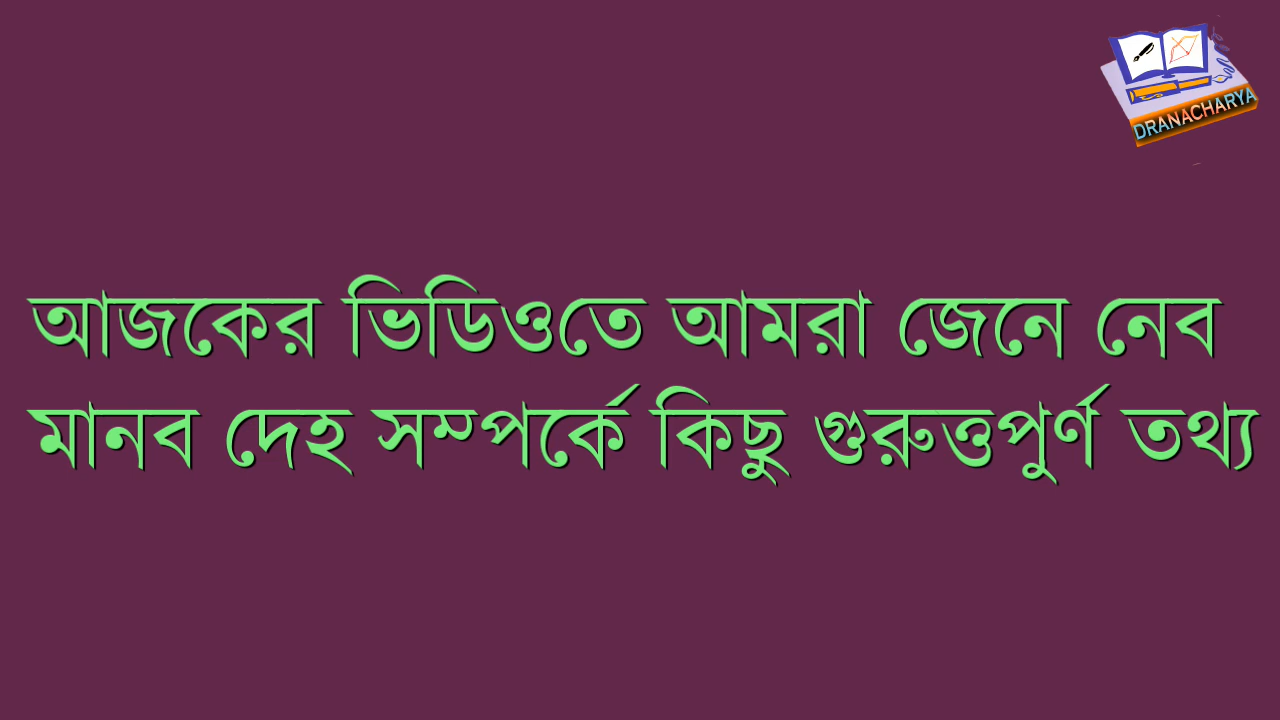 DRANACHARYA
আজকের ভিডিওতে আমরা জেনে নেব
মানব দেহ সম্পর্কে কিছু গুরুত্তপুর্ণ তথ্য